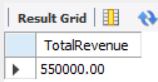 Result Grid
TotalRevenue
550000.00